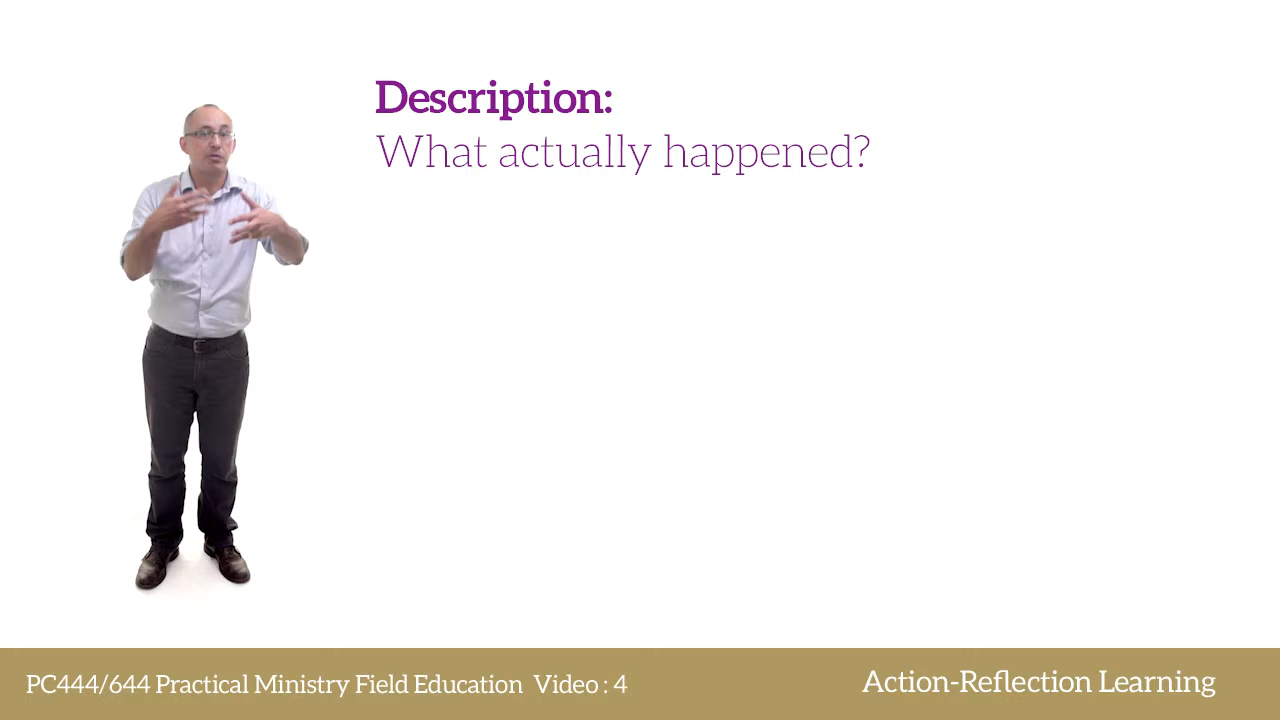 Description:
What actually happened?
PC444/644 Practical Ministry Field Education Video : 4
Action-Reflection Learning